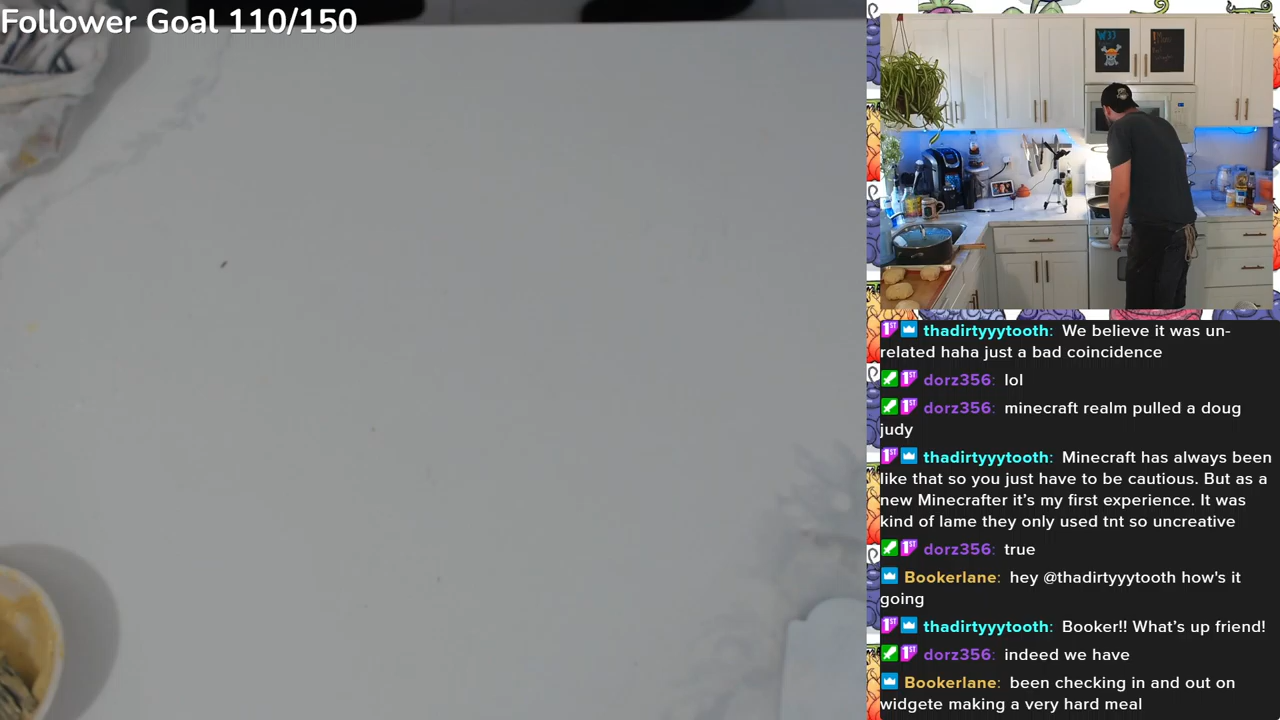 Follower Goal 110/150
W33
thadirtyyytooth: We believe it was un-
related haha just a bad coincidence
dorz356: lol
dorz356: minecraft realm pulled a doug
judy
thadirtyyytooth: Minecraft has always been
like that so you just have to be cautious. But as a
new Minecrafter it’s my first experience. It was
kind of lame they only used tnt so uncreative
dorz356: true
Bookerlane: hey @thadirtyyytooth how's it
going
thadirtyyytooth: Booker!! What’s up friend!
dorz356: indeed we have
Bookerlane: been checking in and out on
widgete making a very hard meal